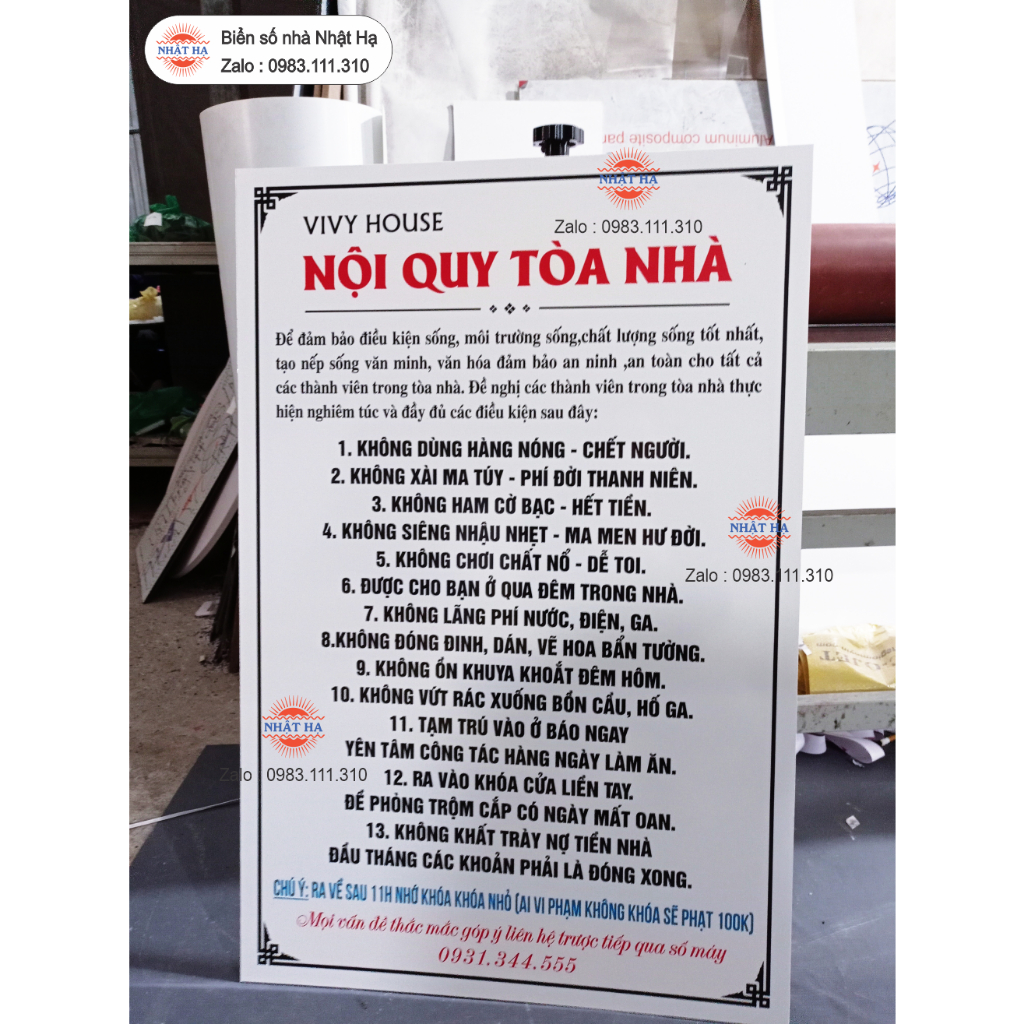 NHẬT HẠ
Biển số nhà Nhật Hạ
Zalo : 0983.111.310
Aluminum composite pa
NHẬT HẠ
Zalo : 0983.111.310
VIVY HOUSE
NỘI QUY TÒA NHÀ
Để đảm bảo điều kiện sống, môi trường sống,chất lượng sống tốt nhất,
tạo nếp sống văn minh, văn hóa đảm bảo an ninh ,an toàn cho tất cả
các thành viên trong tòa nhà. Đề nghị các thành viên trong tòa nhà thực
hiện nghiêm túc và đầy đủ các điều kiện sau đây:
1. KHÔNG DÙNG HÀNG NÓNG - CHẾT NGƯỜI.
2. KHÔNG XÀI MA TÚY - PHÍ ĐỜI THANH NIÊN.
3. KHÔNG HAM CỜ BẠC - HẾT TIỀN.
4. KHÔNG SIÊNG NHẬU NHẸT - MA MEN HƯ ĐỜI.
5. KHÔNG CHƠI CHẤT NỔ - DỄ TOI.
6. ĐƯỢC CHO BẠN Ở QUA ĐÊM TRONG NHÀ.
7. KHÔNG LÃNG PHÍ NƯỚC, ĐIỆN, GA.
8.KHÔNG ĐÓNG ĐINH, DÁN, VẼ HOA BẨN TƯỜNG.
9. KHÔNG ỒN KHUYA KHOẮT ĐÊM HÔM.
10. KHÔNG VỨT RÁC XUỐNG BỒN CẦU, HỐ GA.
11. TẠM TRÚ VÀO Ở BÁO NGAY
YÊN TÂM CÔNG TÁC HÀNG NGÀY LÀM ĂN.
12. RA VÀO KHÓA CỬA LIỀN TAY.
ĐỀ PHÒNG TRỘM CẮP CÓ NGÀY MẤT OAN.
13. KHÔNG KHẤT TRÀY NỢ TIỀN NHÀ
ĐẦU THÁNG CÁC KHOẢN PHẢI LÀ ĐÓNG XONG.
CHÚ Ý: RA VỀ SAU 11H NHỚ KHÓA KHÓA NHỎ (AI VI PHẠM KHÔNG KHÓA SẼ PHẠT 100K)
Mọi vấn đề thắc mắc góp ý liên hệ trược tiếp qua số máy
0931.344.555
NHẬT HẠ
Zalo : 0983.111.310
NHẬT HẠ
Zalo : 0983.111.310